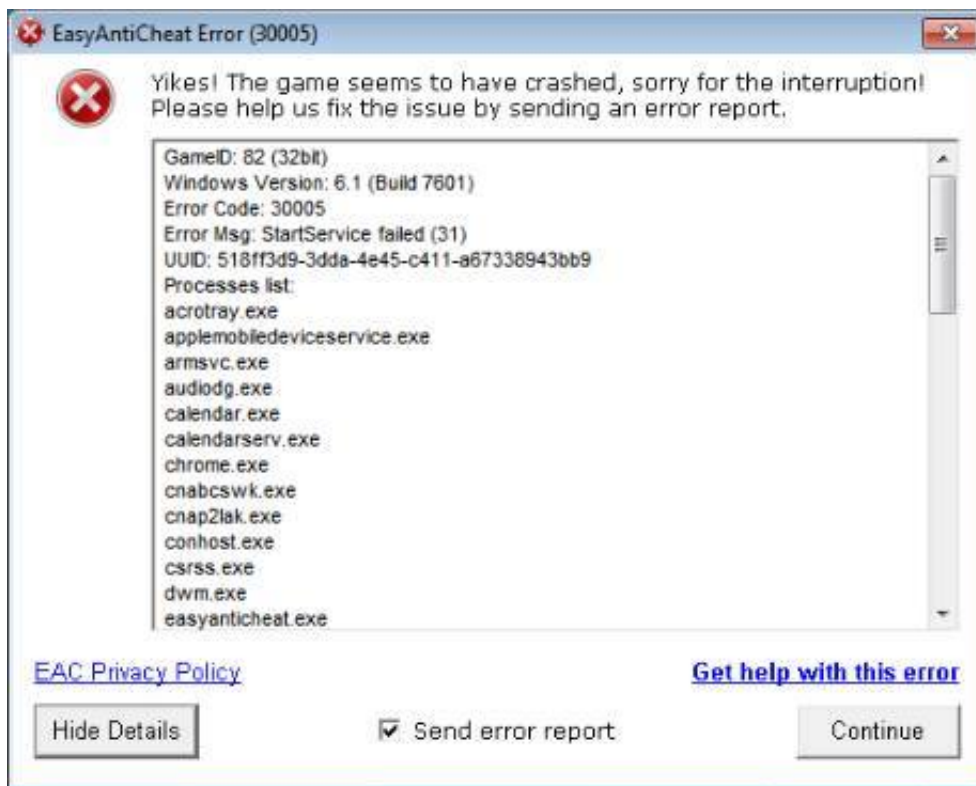 EasyAntiCheat Error (30005)
Yikes! The game seems to have crashed, sorry for the interruption!
Please help us fix the issue by sending an error report.
GameID: 82 (32bit)
Windows Version: 6.1 (Build 7601)
Error Code: 30005
Error Msg: StartService failed (31)
UUID: 518ff3d9-3dda-4e45-c411-a67338943bb9
Processes list:
acrotray.exe
applemobiledeviceservice.exe
armsvc.exe
audiodg.exe
calendar.exe
calendarserv.exe
chrome.exe
cnabcswk.exe
cnap2lak.exe
conhost.exe
csrss.exe
dwm.exe
easyanticheat.exe
EAC Privacy Policy
Get help with this error
Hide Details
Send error report
Continue